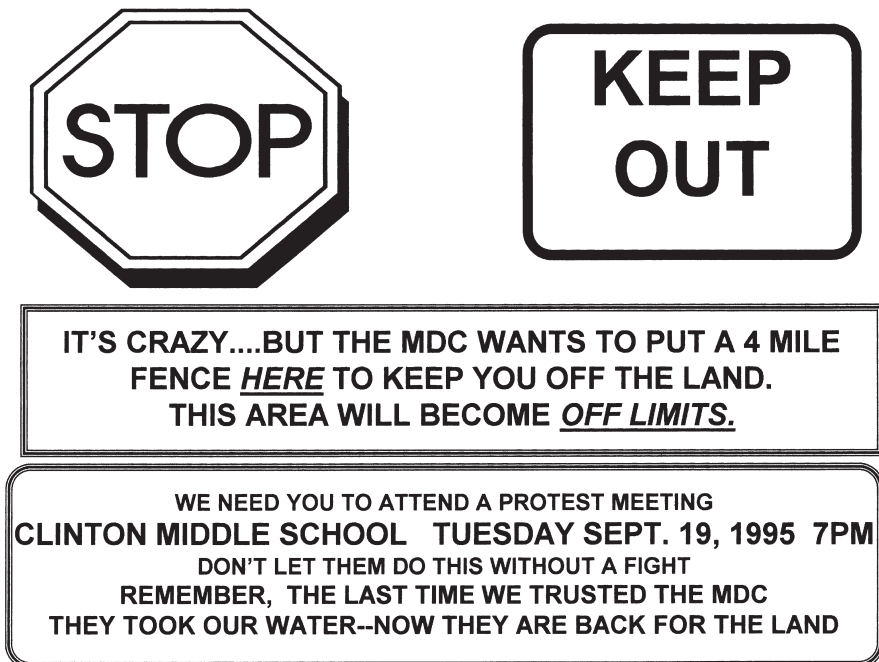 STOP
KEEP
OUT
IT'S CRAZY....BUT THE MDC WANTS TO PUT A 4 MILE
FENCE HERE TO KEEP YOU OFF THE LAND.
THIS AREA WILL BECOME OFF LIMITS.
WE NEED YOU TO ATTEND A PROTEST MEETING
CLINTON MIDDLE SCHOOL TUESDAY SEPT. 19, 1995 7PM
DON'T LET THEM DO THIS WITHOUT A FIGHT
REMEMBER, THE LAST TIME WE TRUSTED THE MDC
THEY TOOK OUR WATER--NOW THEY ARE BACK FOR THE LAND